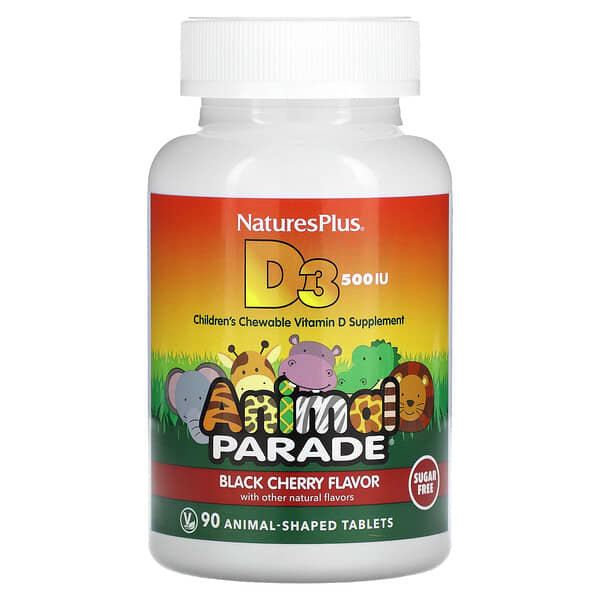 NaturesPlus®
D3 500 IU
Children's Chewable Vitamin D Supplement
Animal
PARADE®
BLACK CHERRY FLAVOR
with other natural flavors
SUGAR
FREE
V 90 ANIMAL-SHAPED TABLETS